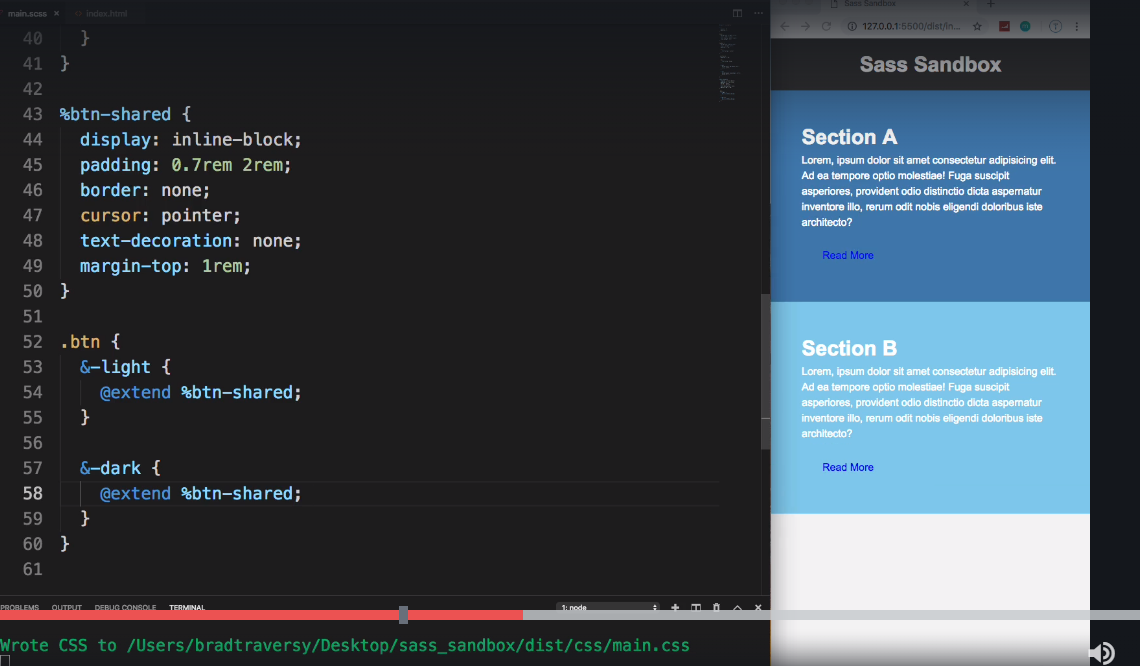 main.scss × <> index.html
40 }
41 }
42
43 %btn-shared {
44 display: inline-block;
45 padding: 0.7rem 2rem;
46 border: none;
47 cursor: pointer;
48 text-decoration: none;
49 margin-top: 1rem;
50 }
51
52 .btn {
53 &-light {
54 @extend %btn-shared;
55 }
56
57 &-dark {
58 @extend %btn-shared;
59 }
60 }
61
PROBLEMS OUTPUT DEBUG CONSOLE TERMINAL 1: node
Wrote CSS to /Users/bradtraversy/Desktop/sass_sandbox/dist/css/main.css
Sass Sandbox
127.0.0.1:5500/dist/in...
T
Sass Sandbox
Section A
Lorem, ipsum dolor sit amet consectetur adipisicing elit.
Ad ea tempore optio molestiae! Fuga suscipit
asperiores, provident odio distinctio dicta aspernatur
inventore illo, rerum odit nobis eligendi doloribus iste
architecto?
Read More
Section B
Lorem, ipsum dolor sit amet consectetur adipisicing elit.
Ad ea tempore optio molestiae! Fuga suscipit
asperiores, provident odio distinctio dicta aspernatur
inventore illo, rerum odit nobis eligendi doloribus iste
architecto?
Read More